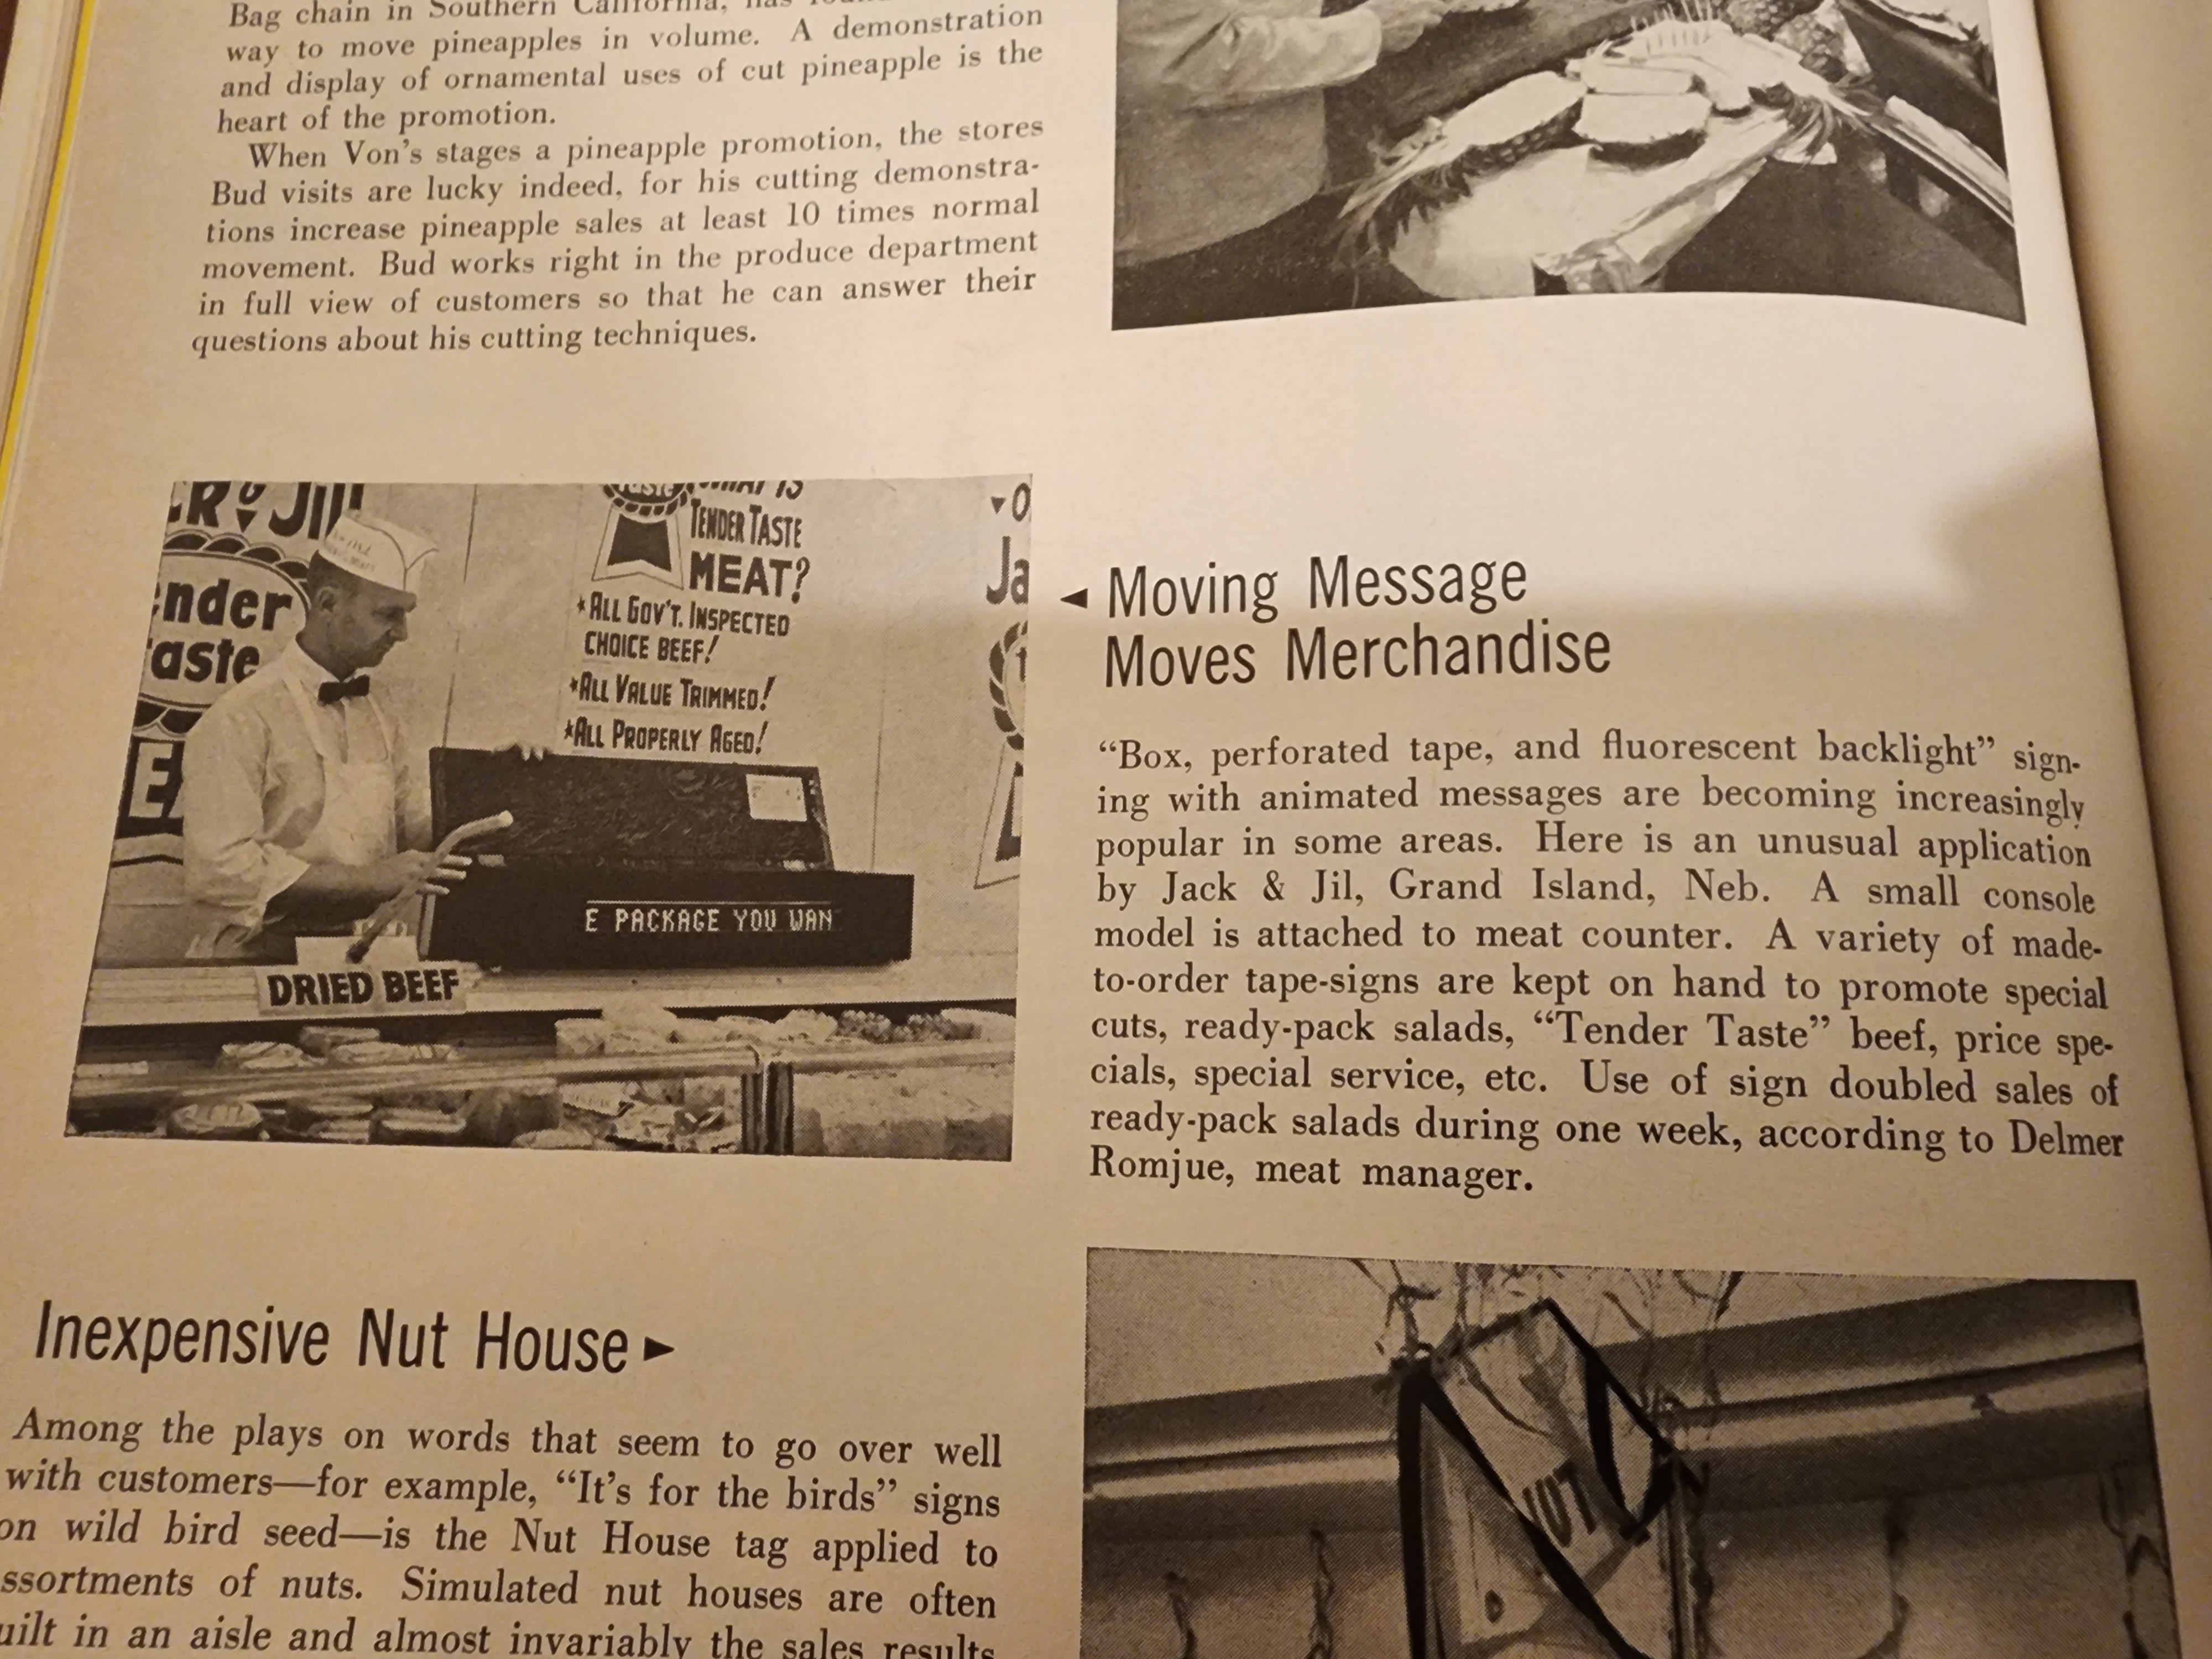 Bag chain in Southern California, has
way to move pineapples in volume. A demonstration
and display of ornamental uses of cut pineapple is the
heart of the promotion.
When Von's stages a pineapple promotion, the stores
Bud visits are lucky indeed, for his cutting demonstra-
tions increase pineapple sales at least 10 times normal
movement. Bud works right in the produce department
in full view of customers so that he can answer their
questions about his cutting techniques.
ER & Jill
ender
aste
WHAT IS
TENDER TASTE
MEAT?
*ALL GOV'T. INSPECTED
CHOICE BEEF!
*ALL VALUE TRIMMED!
*ALL PROPERLY AGED!
Ja
E PACKAGE YOU WAN
DRIED BEEF
◄ Moving Message
Moves Merchandise
“Box, perforated tape, and fluorescent backlight” sign-
ing with animated messages are becoming increasingly
popular in some areas. Here is an unusual application
by Jack & Jil, Grand Island, Neb. A small console
model is attached to meat counter. A variety of made-
to-order tape-signs are kept on hand to promote special
cuts, ready-pack salads, “Tender Taste” beef, price spe-
cials, special service, etc. Use of sign doubled sales of
ready-pack salads during one week, according to Delmer
Romjue, meat manager.
Inexpensive Nut House ►
Among the plays on words that seem to go over well
with customers—for example, “It's for the birds” signs
on wild bird seed—is the Nut House tag applied to
ssortments of nuts. Simulated nut houses are often
uilt in an aisle and almost invariably the sales results
NUT